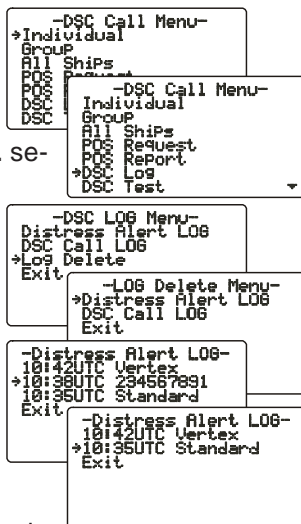 -DSC Call Menu-
→Individual
Group
All Ships
POS Request
POS
DSC
DSC
. se-
-DSC Call Menu-
Individual
Group
All Ships
POS Request
POS Report
→DSC Log
DSC Test
-DSC LOG Menu-
Distress Alert LOG
DSC Call LOG
→Log Delete
Exit
-LOG Delete Menu-
→Distress Alert LOG
DSC Call LOG
Exit
-Distress Alert LOG-
10:42UTC Vertex
→10:38UTC 234567891
10:35UTC Standard
Exit
-Distress Alert LOG-
10:42UTC Vertex
→10:35UTC Standard
Exit